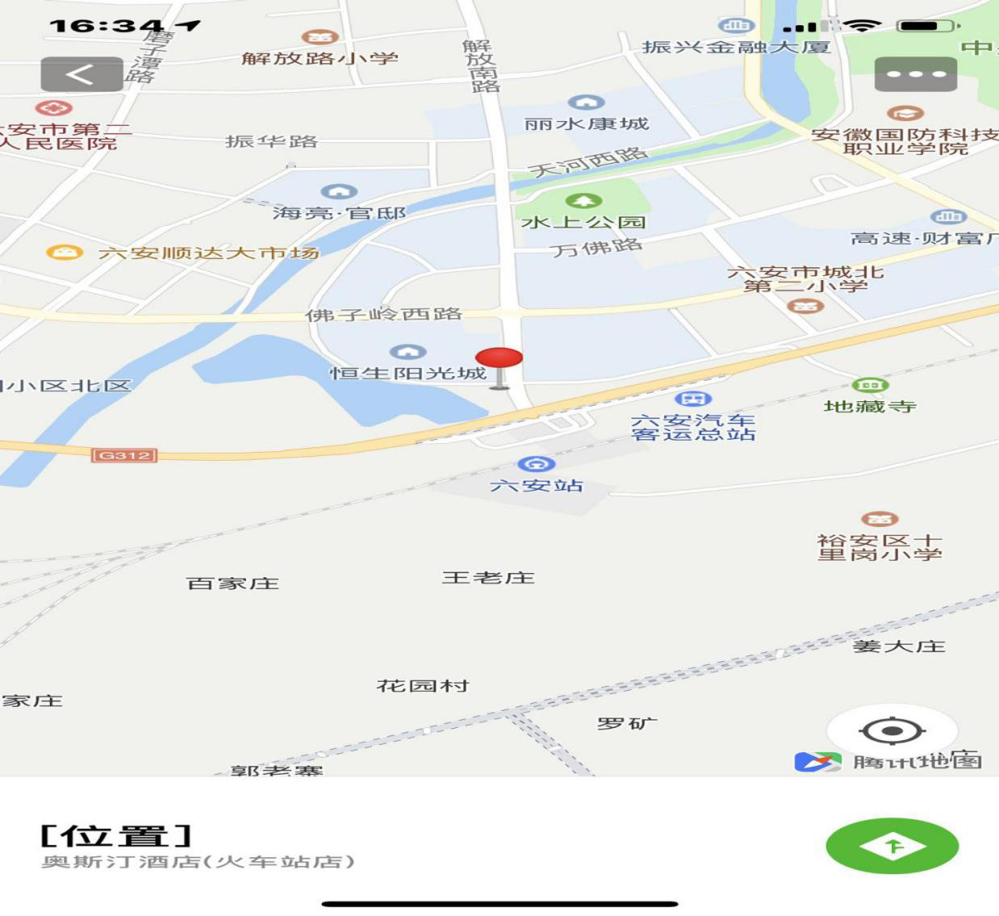 16:34
磨子潭路
解放路小学
解放南路
振兴金融大厦
中
安市第二
人民医院
振华路
丽水康城
安徽国防科技
职业学院
天河西路
海亮·官邸
水上公园
高速·财富广
六安顺达大市场
万佛路
六安市城北
第二小学
佛子岭西路
恒生阳光城
小区北区
地藏寺
六安汽车
客运总站
G312
六安站
裕安区十
里岗小学
百家庄
王老庄
姜大庄
花园村
家庄
罗矿
郭老寨
庄
腾讯地图
[位置]
奥斯汀酒店(火车站店)